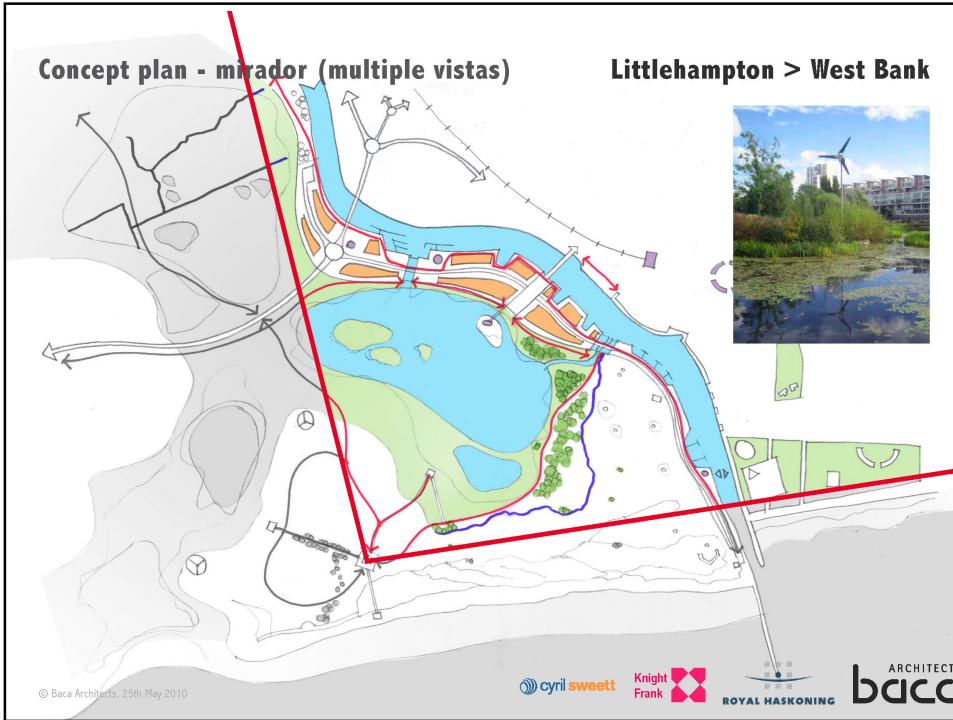 Concept plan - mirador (multiple vistas)
Littlehampton > West Bank
© Baca Architects, 25th May 2010
cyril sweett
Knight
Frank
ROYAL HASKONING
ARCHITECT
baca